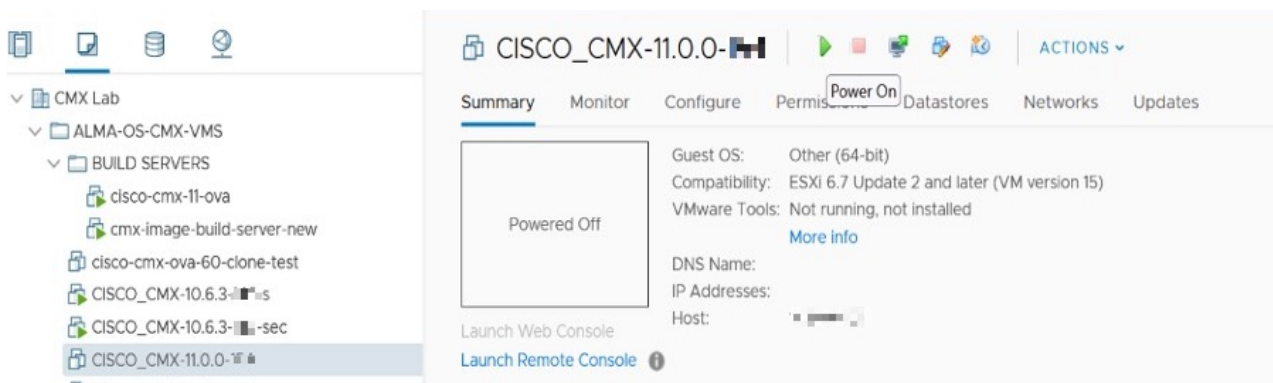 CISCO_CMX-11.0.0-
ACTIONS
Power On
Summary Monitor Configure Datastores Networks Updates
CMX Lab
ALMA-OS-CMX-VMS
BUILD SERVERS
cisco-cmx-11-ova
cmx-image-build-server-new
cisco-cmx-ova-60-clone-test
CISCO_CMX-10.6.3- s
CISCO_CMX-10.6.3- -sec
CISCO_CMX-11.0.0-
Powered Off
Launch Web Console
Launch Remote Console
Guest OS: Other (64-bit)
Compatibility: ESXi 6.7 Update 2 and later (VM version 15)
VMware Tools: Not running, not installed
More info
DNS Name:
IP Addresses:
Host: